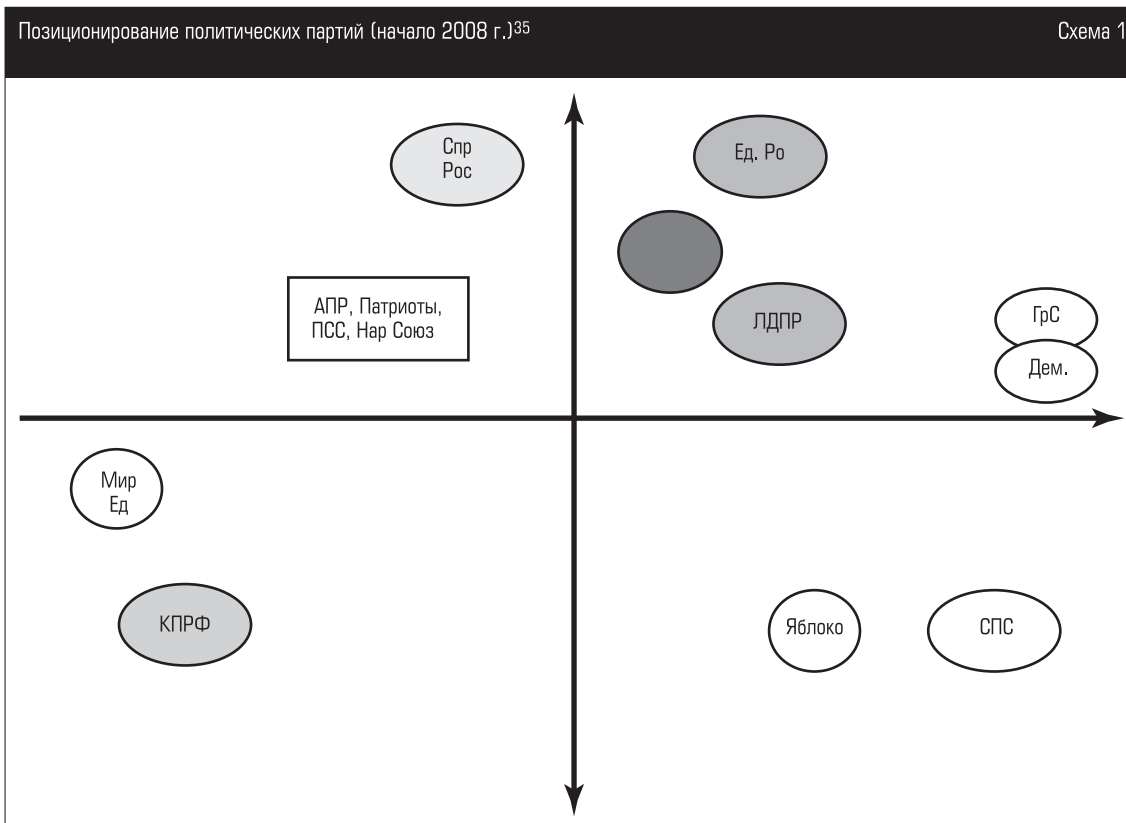 Позиционирование политических партий (начало 2008 г.)35
Схема 1
Спр
Рос
Ед. Ро
АПР, Патриоты,
ПСС, Нар Союз
ЛДПР
ГрС
Дем.
Мир
Ед
КПРФ
Яблоко
СПС